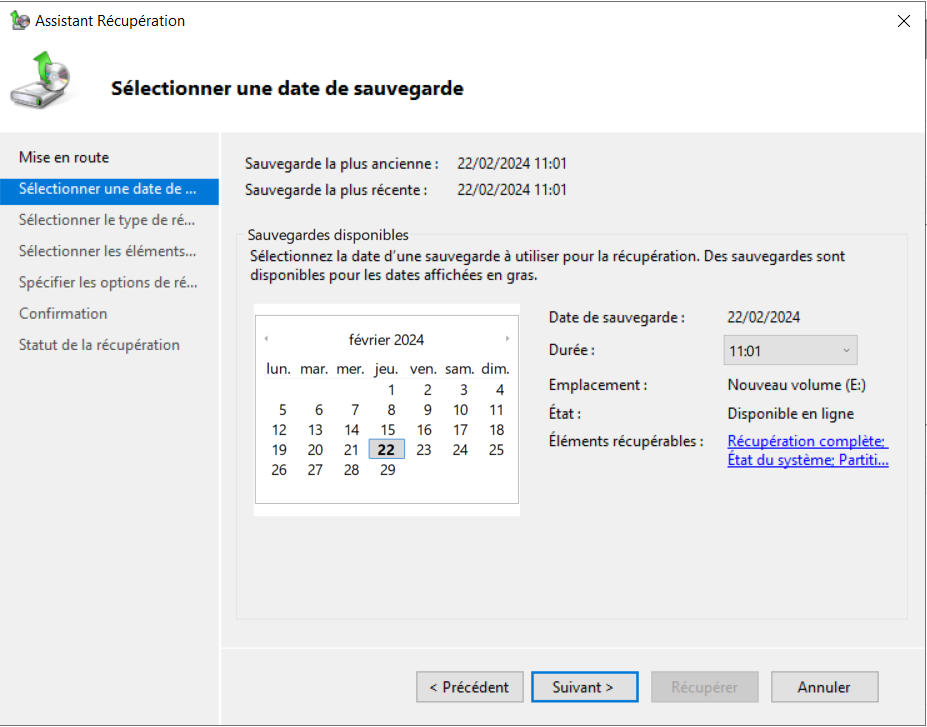 Assistant Récupération
Sélectionner une date de sauvegarde
Mise en route
Sélectionner une date de ...
Sélectionner le type de ré...
Sélectionner les éléments...
Spécifier les options de ré...
Confirmation
Statut de la récupération
Sauvegarde la plus ancienne : 22/02/2024 11:01
Sauvegarde la plus récente : 22/02/2024 11:01
Sauvegardes disponibles
Sélectionnez la date d'une sauvegarde à utiliser pour la récupération. Des sauvegardes sont
disponibles pour les dates affichées en gras.
février 2024
lun. mar. mer. jeu. ven. sam. dim.
1 2 3 4
5 6 7 8 9 10 11
12 13 14 15 16 17 18
19 20 21 22 23 24 25
26 27 28 29
Date de sauvegarde : 22/02/2024
Durée : 11:01
Emplacement : Nouveau volume (E:)
État : Disponible en ligne
Éléments récupérables : Récupération complète;
État du système; Partiti...
< Précédent Suivant > Récupérer Annuler